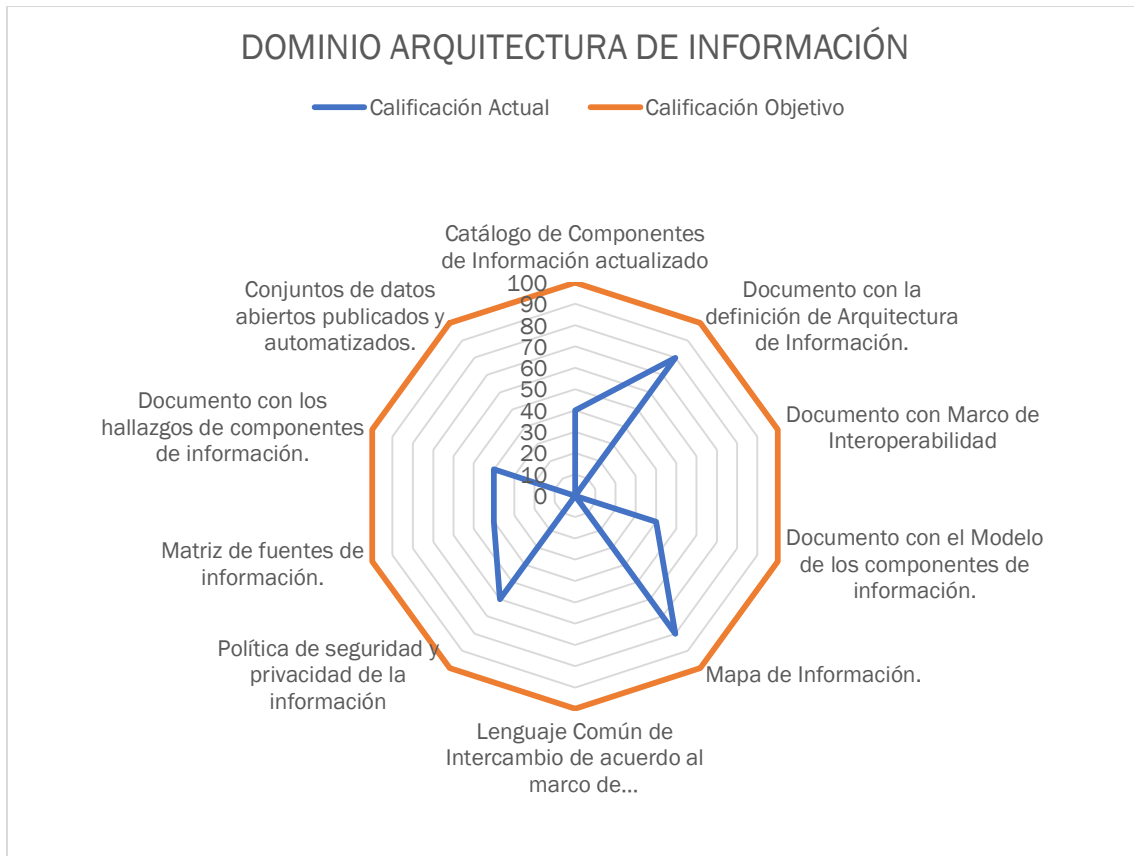 DOMINIO ARQUITECTURA DE INFORMACIÓN
Calificación Actual
Calificación Objetivo
Catálogo de Componentes
de Información actualizado
Documento con la
definición de Arquitectura
de Información.
Documento con Marco de
Interoperabilidad
Documento con el Modelo
de los componentes de
información.
Mapa de Información.
Lenguaje Común de
Intercambio de acuerdo al
marco de...
Política de seguridad y
privacidad de la
información
Matriz de fuentes de
información.
Documento con los
hallazgos de componentes
de información.
Conjuntos de datos
abiertos publicados y
automatizados.
100
90
80
70
60
50
40
30
20
10
0